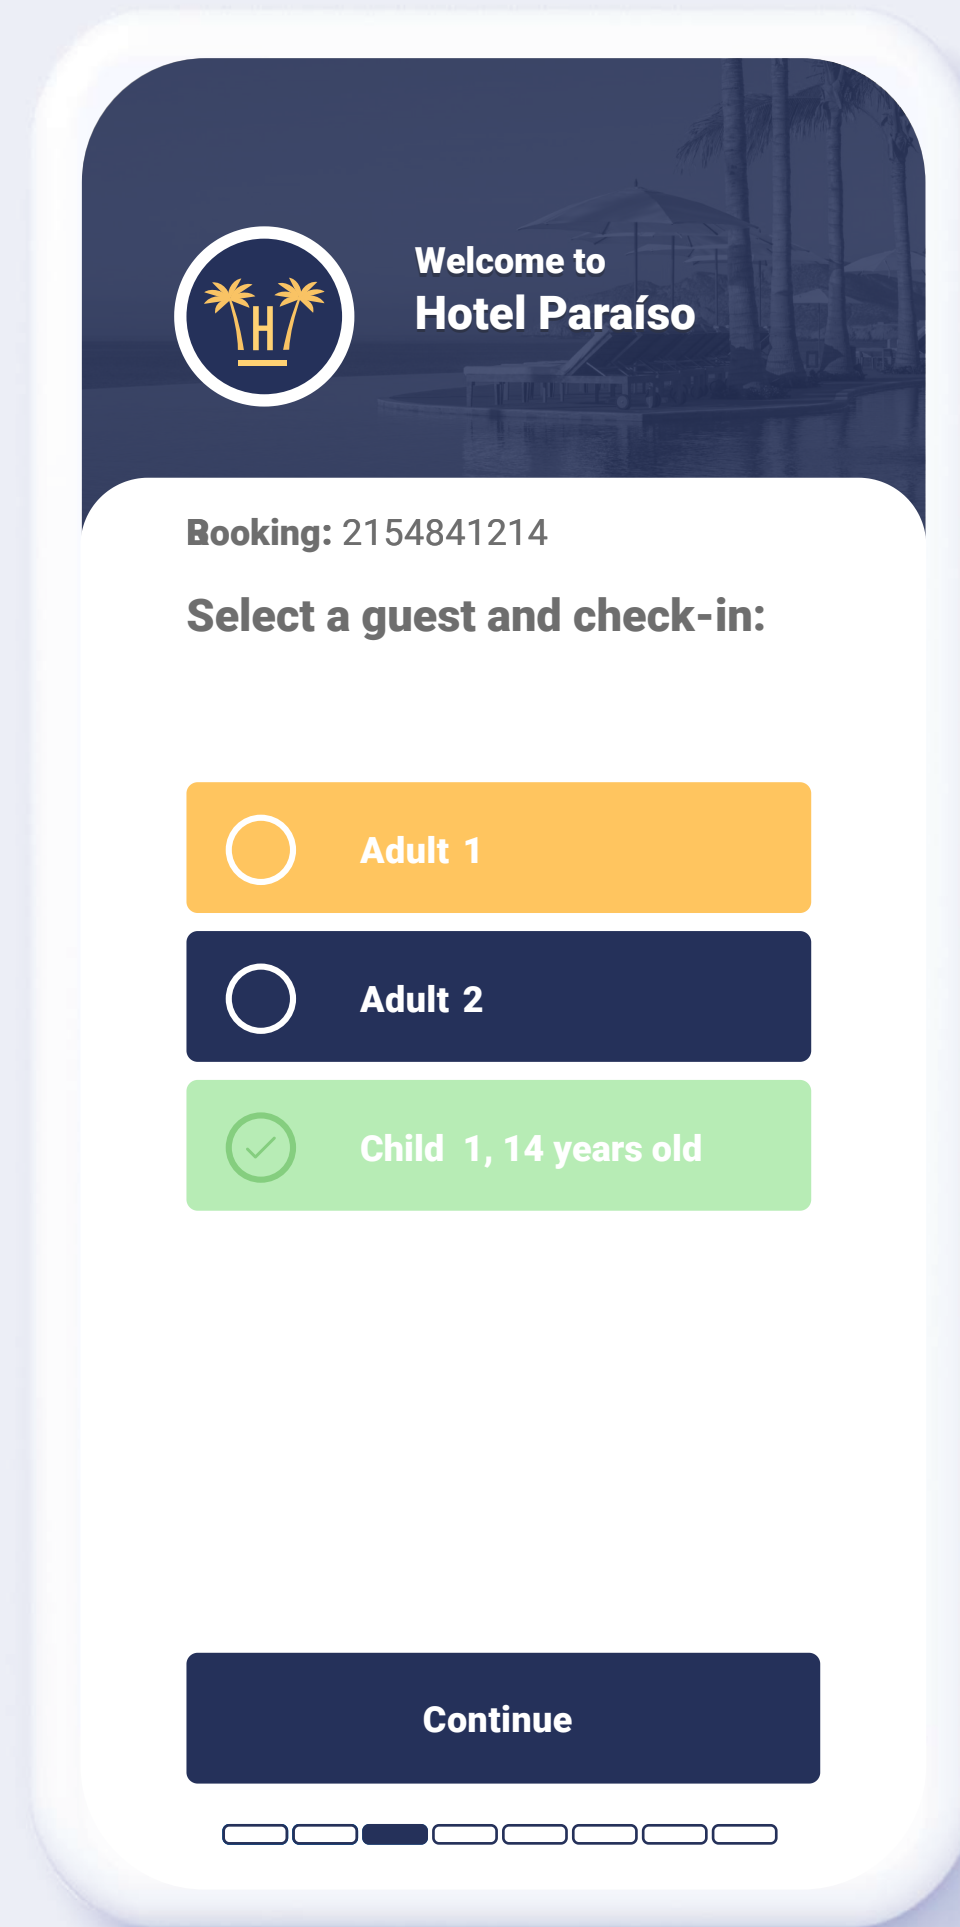 H
Welcome to
Hotel Paraíso
Booking: 2154841214
Select a guest and check-in:
Adult 1
Adult 2
Child 1, 14 years old
Continue